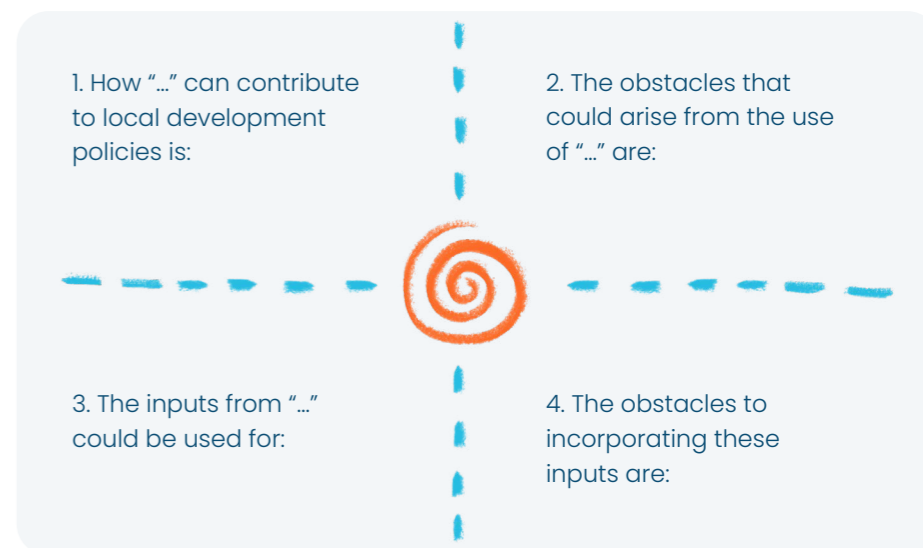 1. How “...” can contribute
to local development
policies is:
2. The obstacles that
could arise from the use
of “...” are:
3. The inputs from “...”
could be used for:
4. The obstacles to
incorporating these
inputs are: